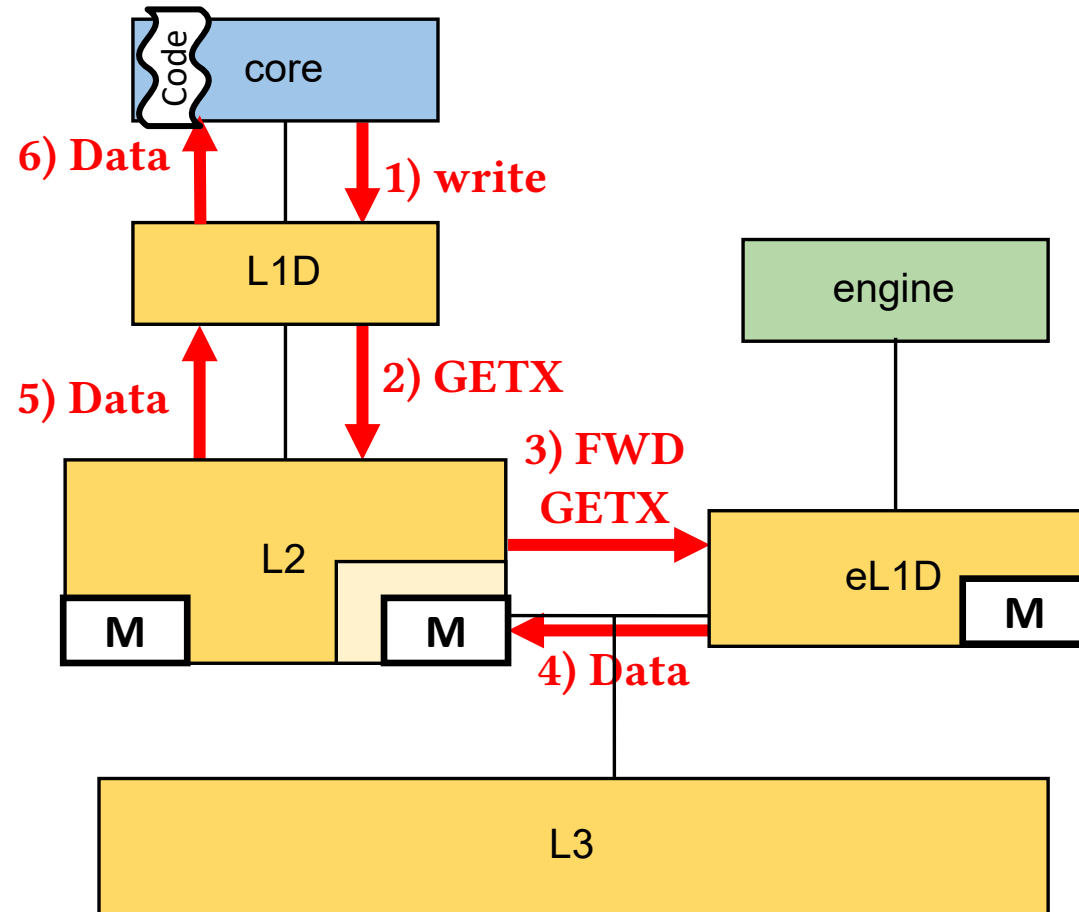 Code
core
6) Data
1) write
L1D
engine
5) Data
2) GETX
3) FWD
GETX
L2
eL1D
M
M
M
4) Data
L3